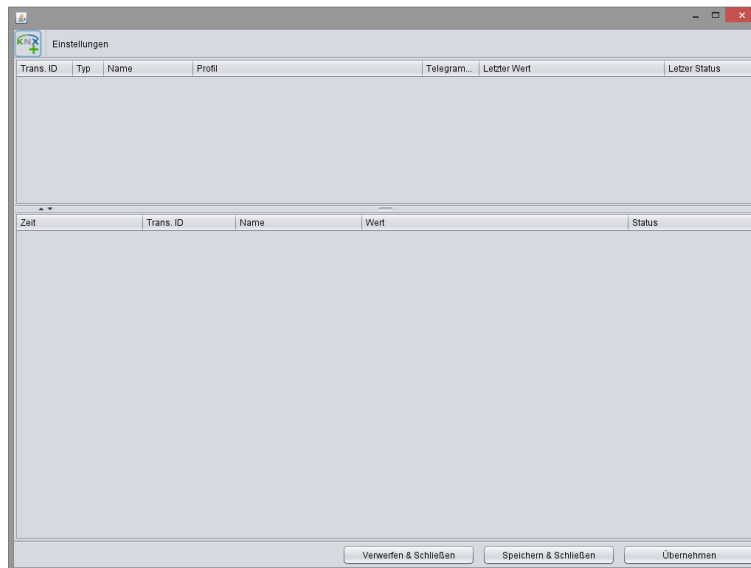 KNX
Einstellungen
Trans. ID Typ Name Profil Telegram... Letzter Wert Letzer Status
Zeit Trans. ID Name Wert Status
Verwerfen & Schließen Speichern & Schließen Übernehmen